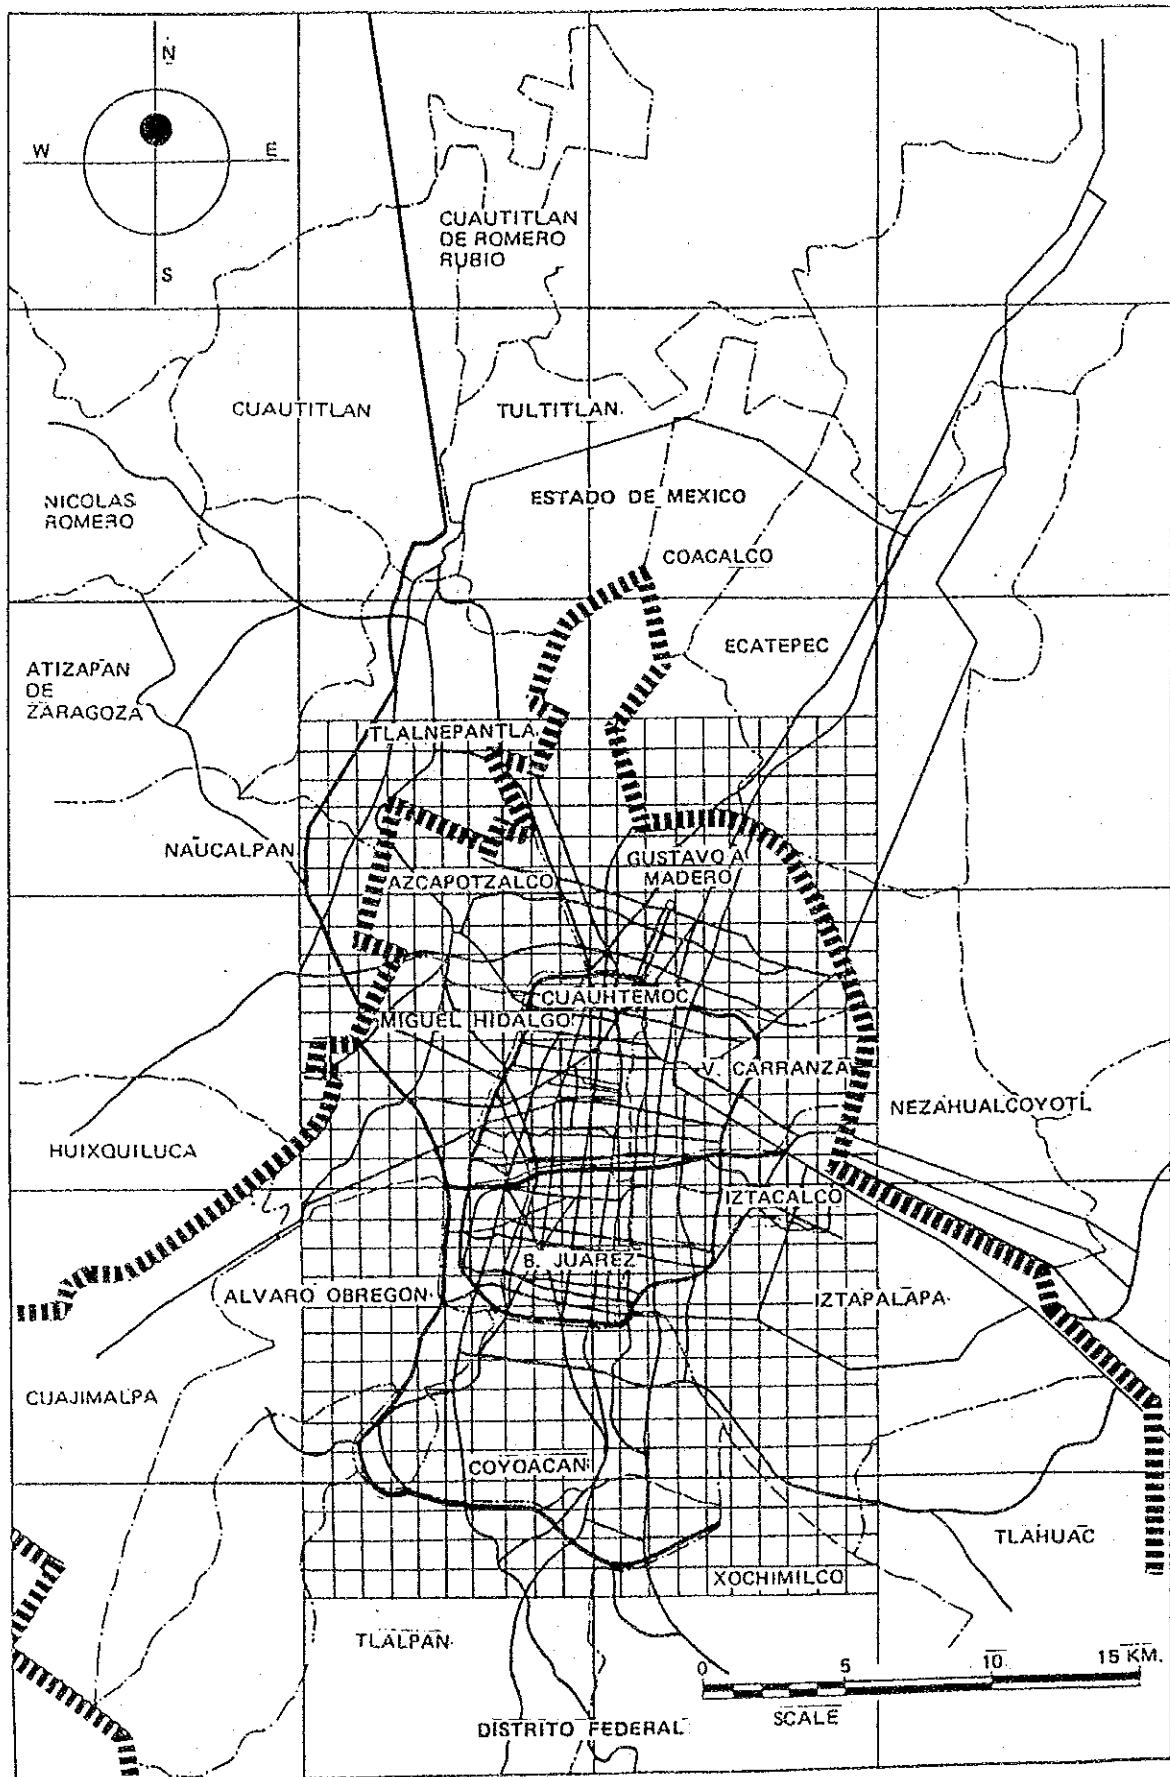 N
W
E
S
CUAUTITLAN
DE ROMERO
RUBIO
CUAUTITLAN
TULTITLAN
NICOLAS
ROMERO
ESTADO DE MEXICO
COACALCO
ECATEPEC
ATIZAPAN
DE
ZARAGOZA
TLALNEPANTLA
NAUCALPAN
GUSTAVO A
MADERO
AZCAPOTZALCO
CUAUHTEMOC
MIGUEL HIDALGO
V. CARRANZA
NEZAHUALCOYOTL
HUIXQUILUCA
IZTACALCO
B. JUAREZ
ALVARO OBREGON
IZTAPALAPA
CUAJIMALPA
COYOACAN
TLAHUAC
XOCHIMILCO
TLALPAN
0 5 10 15 KM.
SCALE
DISTRITO FEDERAL